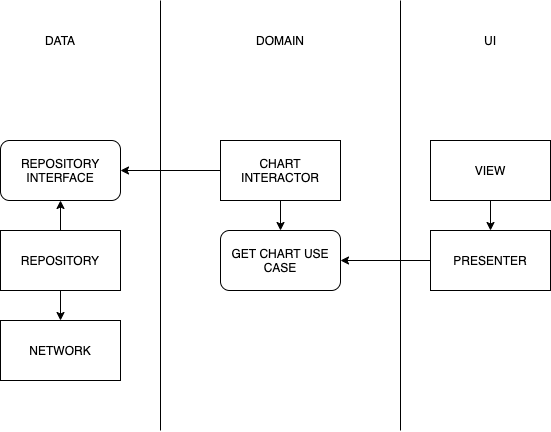 DATA
DOMAIN
UI
REPOSITORY
INTERFACE
CHART
INTERACTOR
VIEW
REPOSITORY
GET CHART USE
CASE
PRESENTER
NETWORK